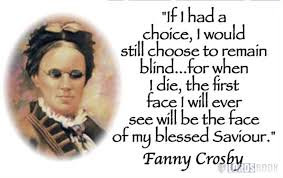 "If I had a
choice, I would
still choose to remain
blind...for when
I die, the first
face I will ever
see will be the face
of my blessed Saviour."
Fanny Crosby